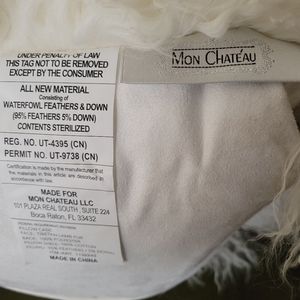 UNDER PENALTY OF LAW
THIS TAG NOT TO BE REMOVED
EXCEPT BY THE CONSUMER
ALL NEW MATERIAL
Consisting of
WATERFOWL FEATHERS & DOWN
(95% FEATHERS 5% DOWN)
CONTENTS STERILIZED
REG. NO. UT-4395 (CN)
PERMIT NO. UT-9738 (CN)
Certification is made by the manufacturer that the
materials in this article are described in
accordance with law.
MADE FOR
MON CHATEAU LLC
101 PLAZA REAL SOUTH, SUITE 224
Boca Raton, FL 33432
PILLOW CASE
MADE IN CHINA
MON CHATÉAU